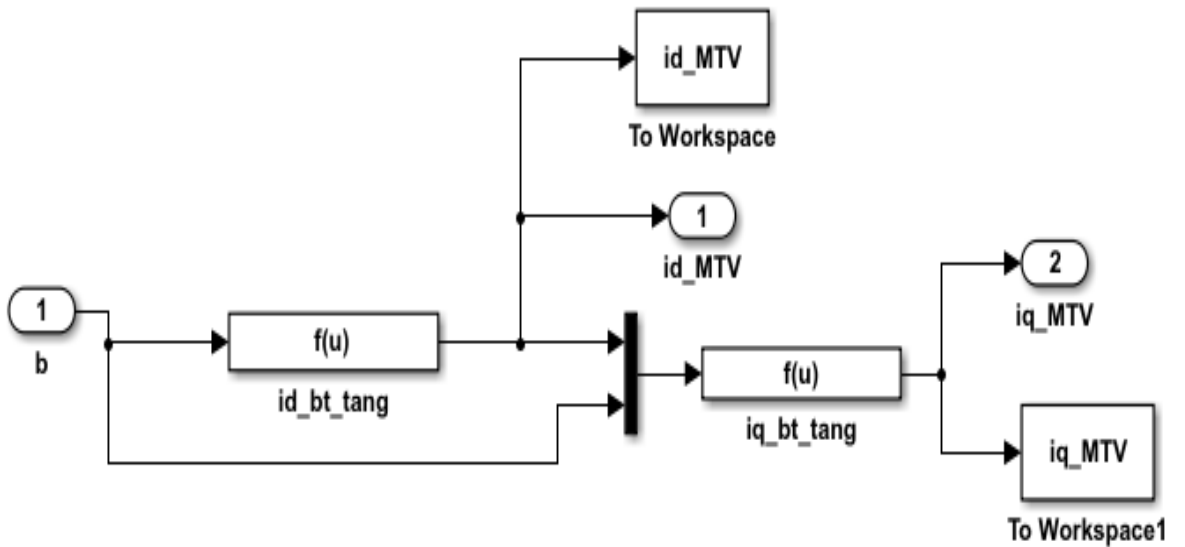 id_MTV
To Workspace
1
id_MTV
1
b
f(u)
id_bt_tang
f(u)
iq_bt_tang
2
iq_MTV
iq_MTV
To Workspace1